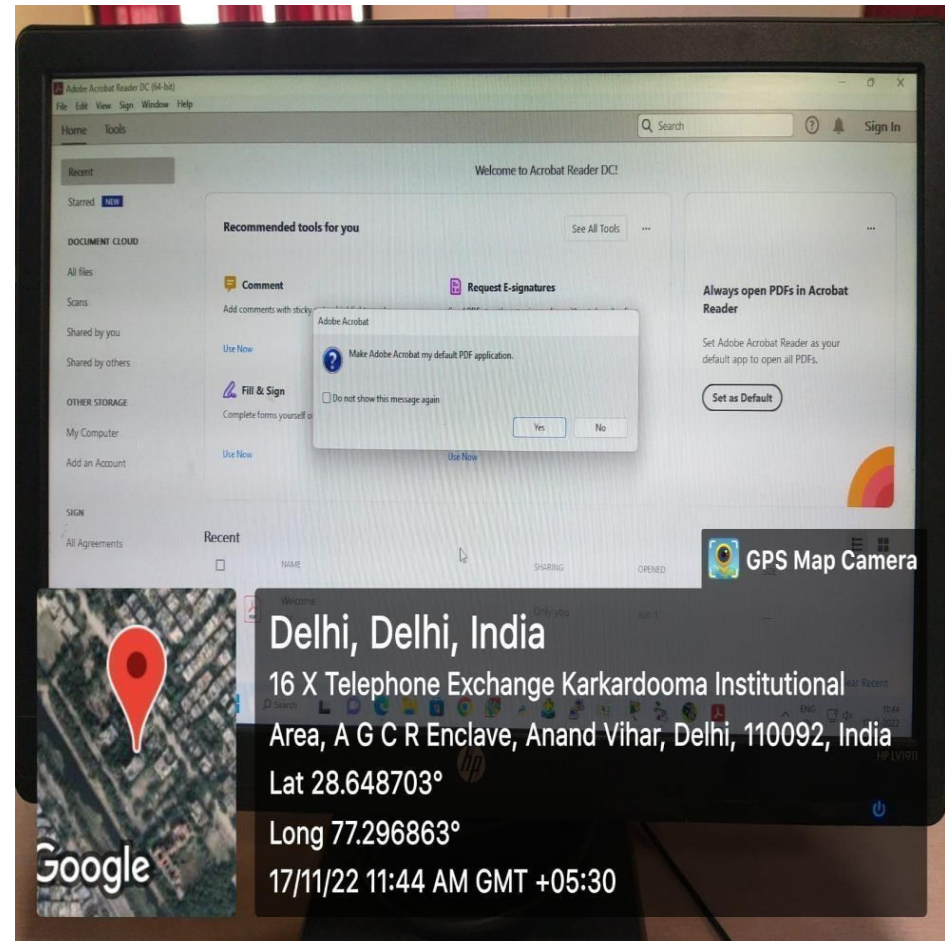 Adobe Acrobat Reader DC (64-bit)
File Edit View Sign Window Help
Home Tools
Search
Sign In
Recent
Welcome to Acrobat Reader DC!
Starred NEW
DOCUMENT CLOUD
All files
Scans
Shared by you
Shared by others
OTHER STORAGE
My Computer
Add an Account
SIGN
All Agreements
Recommended tools for you
See All Tools
Comment
Add comments with sticky
Use Now
Request E-signatures
Fill & Sign
Complete forms yourself o
Use Now
Use Now
Adobe Acrobat
Make Adobe Acrobat my default PDF application.
Do not show this message again
Yes No
Always open PDFs in Acrobat
Reader
Set Adobe Acrobat Reader as your
default app to open all PDFs.
Set as Default
Recent
NAME SHARING OPENED
Welcome
Only you
GPS Map Camera
Recent
Search
ENG
11:44
hp
HP LV1911
Google
Delhi, Delhi, India
16 X Telephone Exchange Karkardooma Institutional
Area, A G C R Enclave, Anand Vihar, Delhi, 110092, India
Lat 28.648703°
Long 77.296863°
17/11/22 11:44 AM GMT +05:30